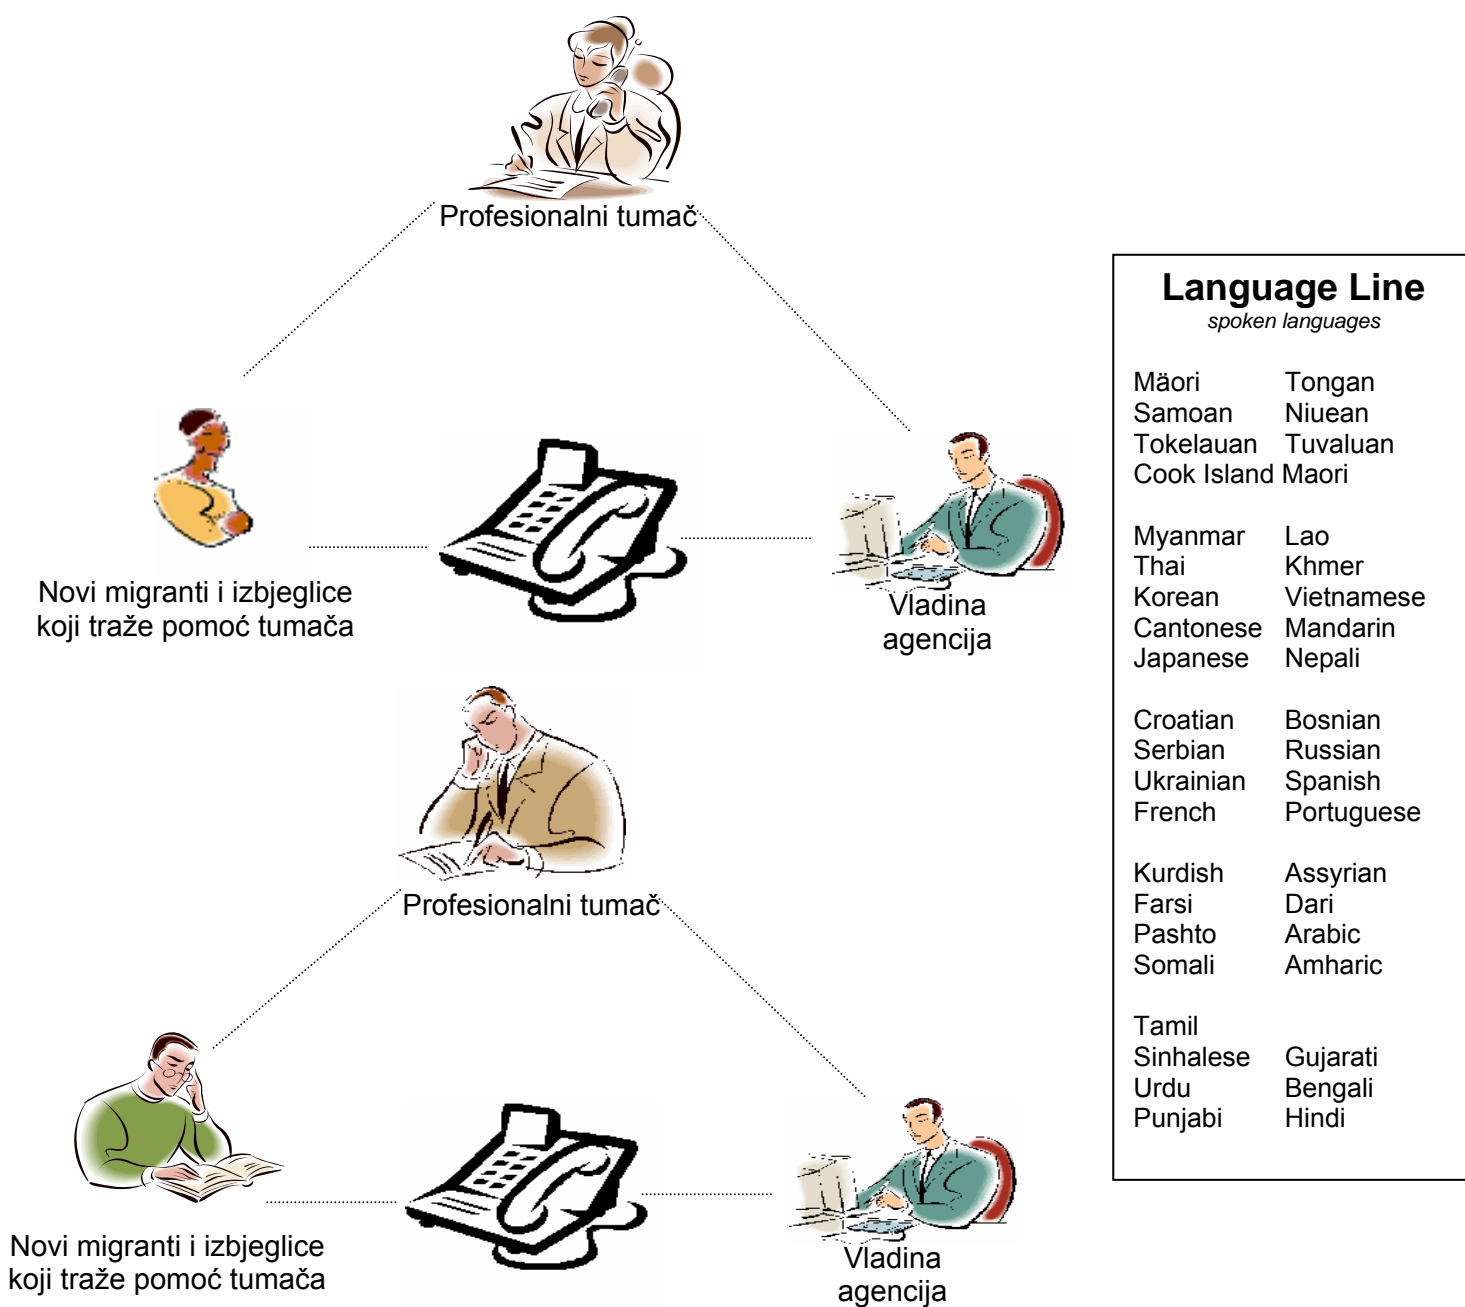 Profesionalni tumač
Novi migranti i izbjeglice
koji traže pomoć tumača
Vladina
agencija
Profesionalni tumač
Novi migranti i izbjeglice
koji traže pomoć tumača
Vladina
agencija
Language Line
spoken languages
Mäori Tongan
Samoan Niuean
Tokelauan Tuvaluan
Cook Island Maori
Myanmar Lao
Thai Khmer
Korean Vietnamese
Cantonese Mandarin
Japanese Nepali
Croatian Bosnian
Serbian Russian
Ukrainian Spanish
French Portuguese
Kurdish Assyrian
Farsi Dari
Pashto Arabic
Somali Amharic
Tamil
Sinhalese Gujarati
Urdu Bengali
Punjabi Hindi